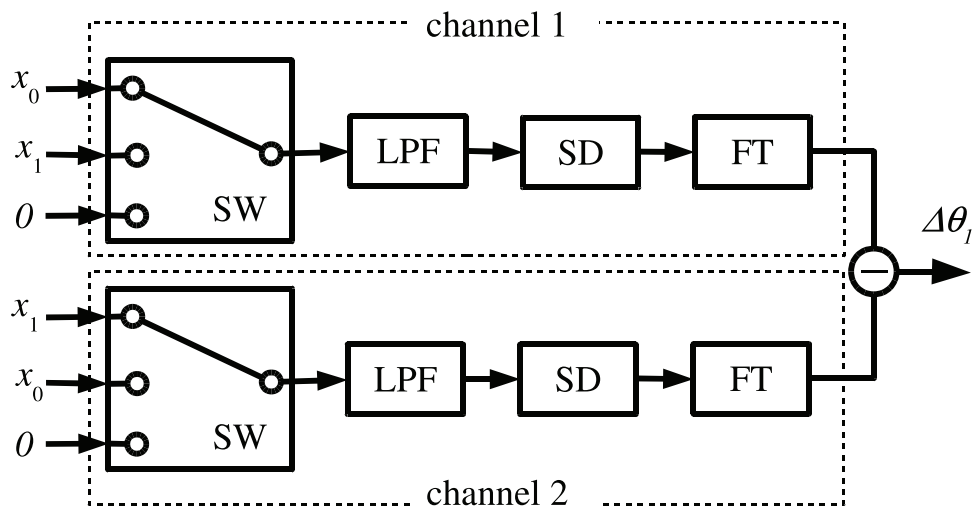 channel 1
x₀
x₁
0
SW
LPF
SD
FT
Δθ₁
−
x₁
x₀
0
SW
LPF
SD
FT
channel 2